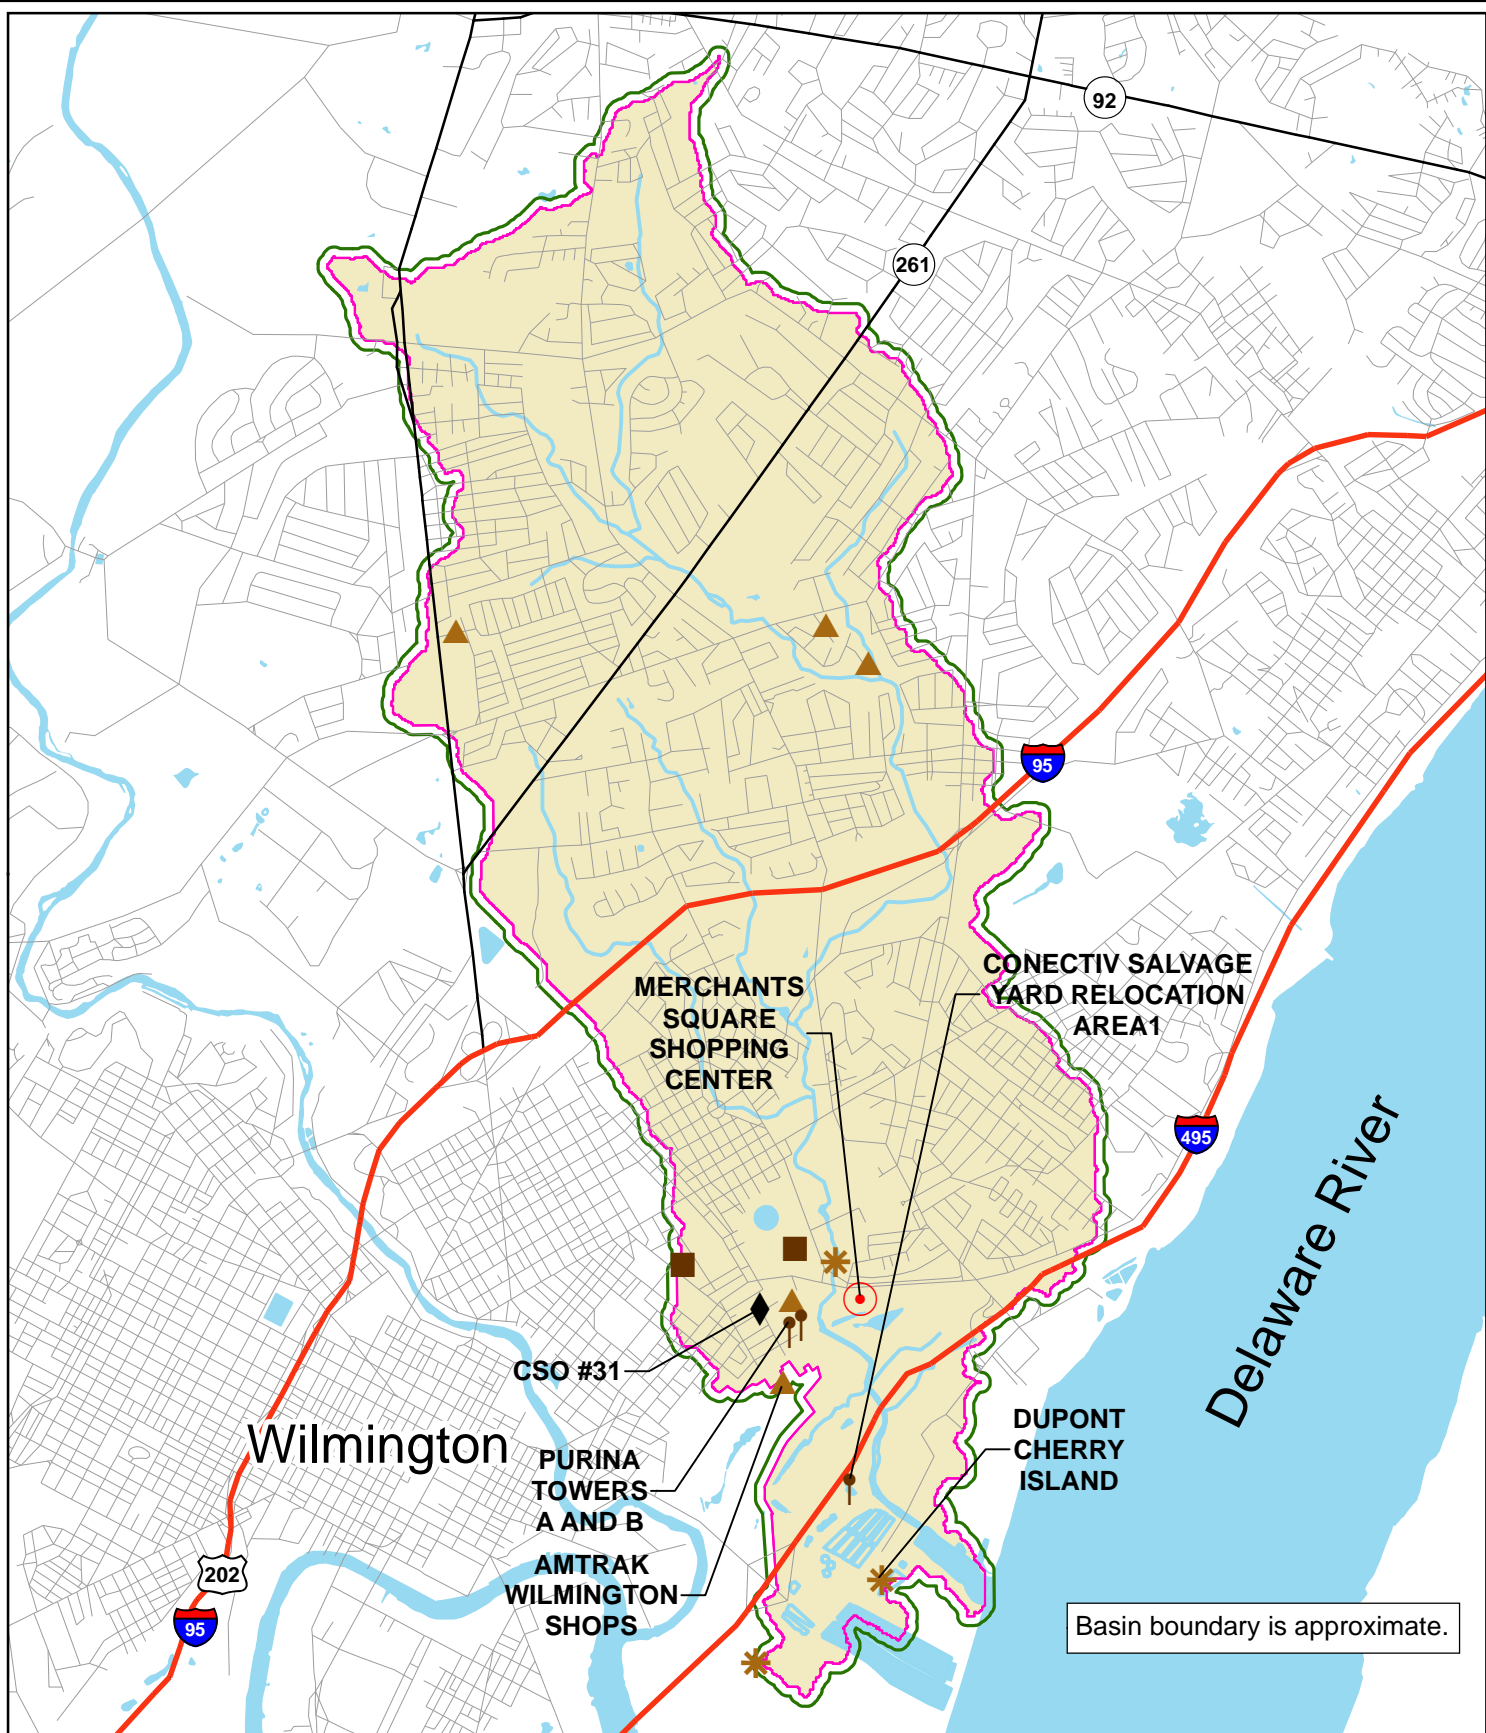 92
261
95
MERCHANTS
SQUARE
SHOPPING
CENTER
CONECTIV SALVAGE
YARD RELOCATION
AREA1
495
Delaware River
CSO #31
Wilmington
PURINA
TOWERS
A AND B
DUPONT
CHERRY
ISLAND
AMTRAK
WILMINGTON
SHOPS
202
95
Basin boundary is approximate.